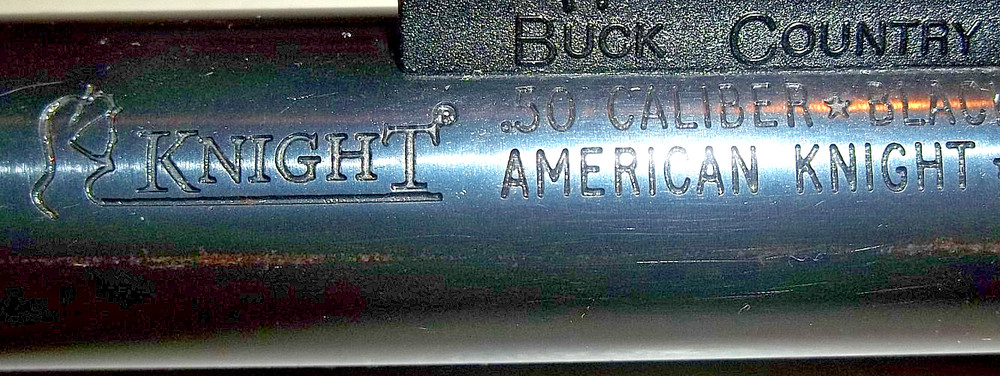 BUCK COUNTRY
KNIGHT®
.50 CALIBER★BLAC
AMERICAN KNIGHT